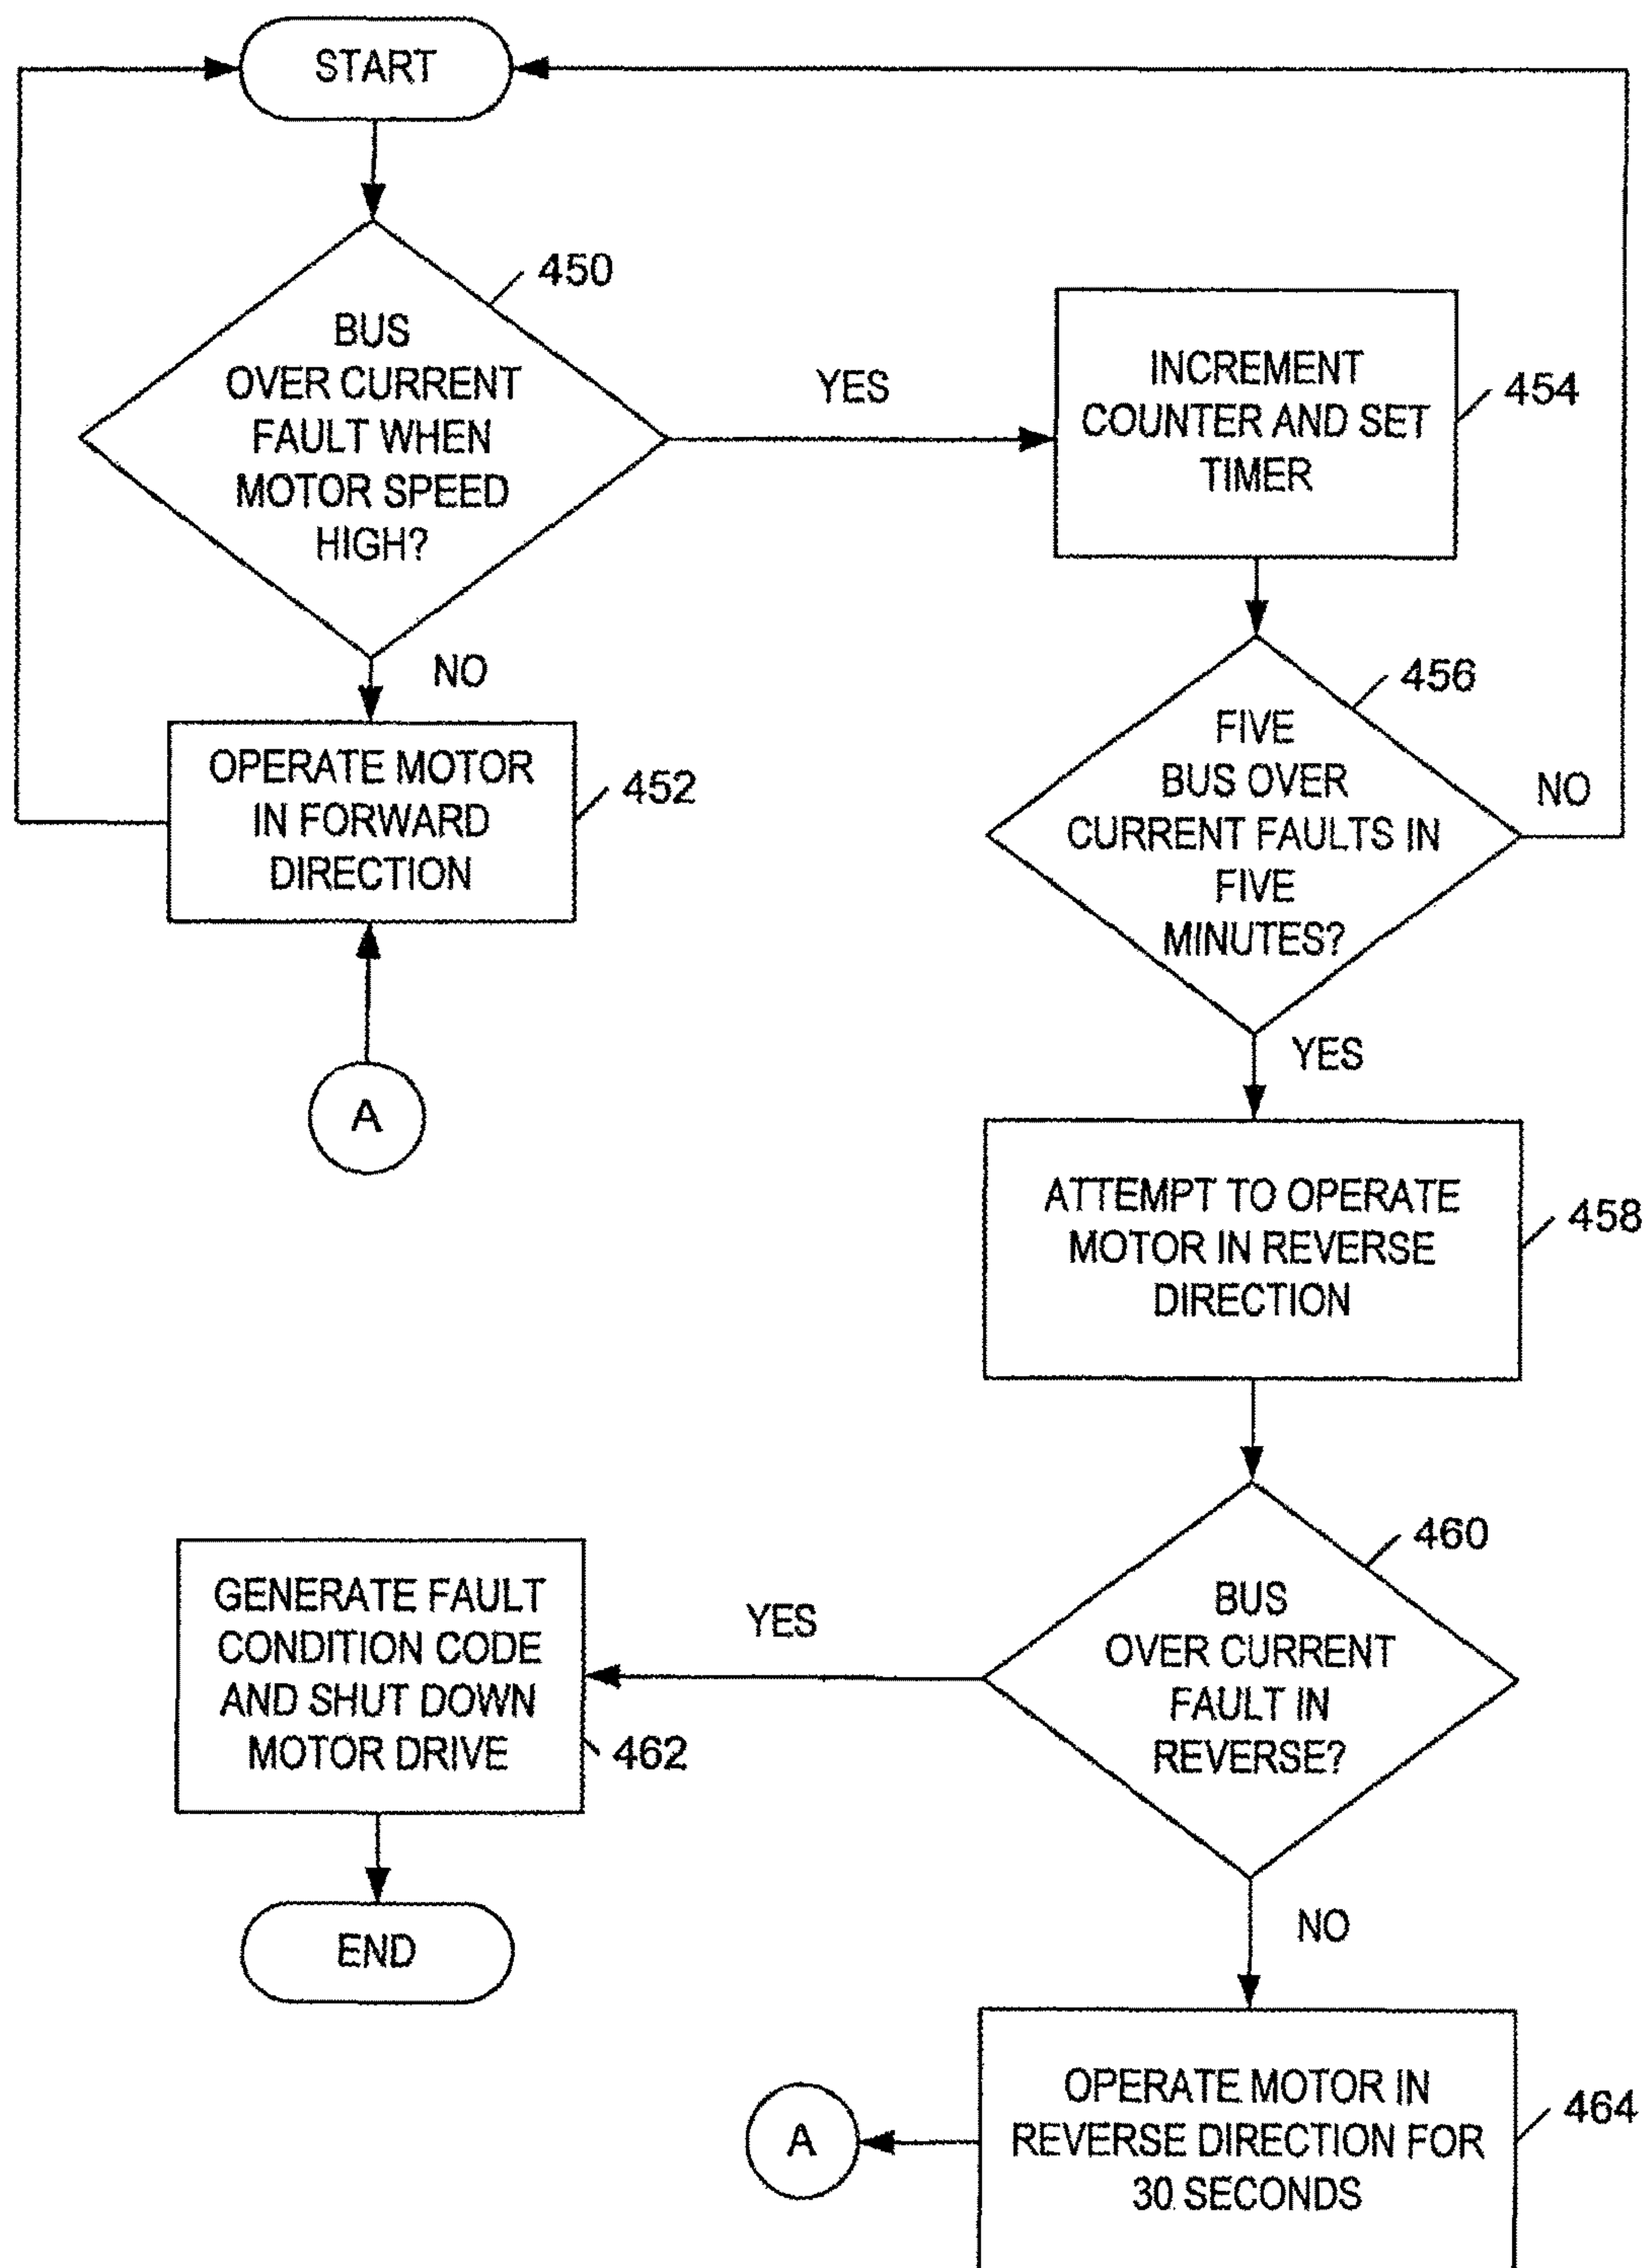 START
450
BUS
OVER CURRENT
FAULT WHEN
MOTOR SPEED
HIGH?
YES
INCREMENT
COUNTER AND SET
TIMER
454
NO
OPERATE MOTOR
IN FORWARD
DIRECTION
452
A
456
FIVE
BUS OVER
CURRENT FAULTS IN
FIVE
MINUTES?
NO
YES
ATTEMPT TO OPERATE
MOTOR IN REVERSE
DIRECTION
458
460
BUS
OVER CURRENT
FAULT IN
REVERSE?
YES
GENERATE FAULT
CONDITION CODE
AND SHUT DOWN
MOTOR DRIVE
462
END
NO
OPERATE MOTOR IN
REVERSE DIRECTION FOR
30 SECONDS
464
A